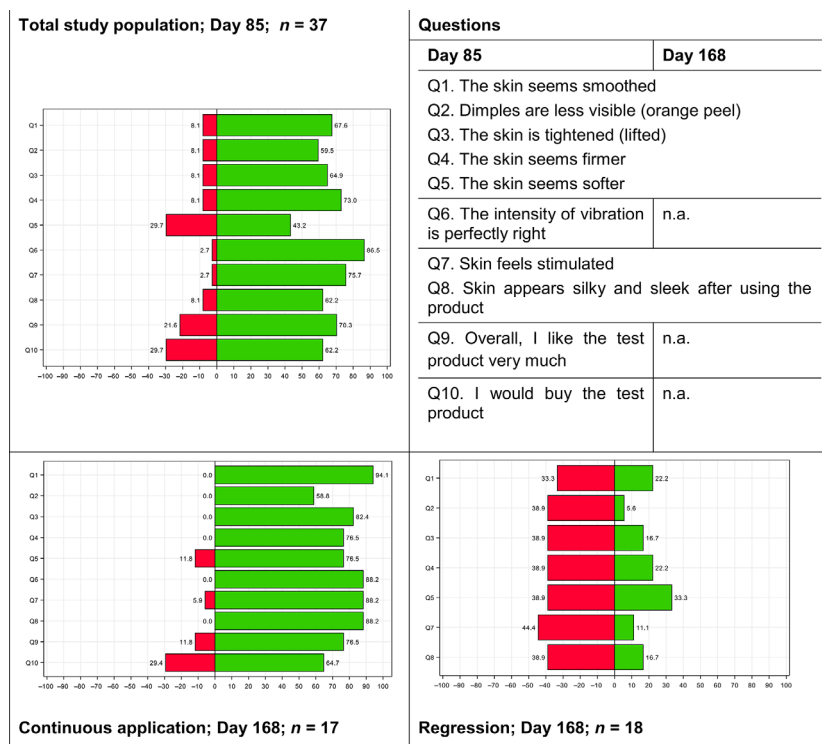 Total study population; Day 85; n = 37
Q1
Q2
Q3
Q4
Q5
Q6
Q7
Q8
Q9
Q10
8.1
67.6
8.1
59.5
8.1
64.9
8.1
73.0
29.7
43.2
2.7
86.5
2.7
75.7
8.1
62.2
21.6
70.3
29.7
62.2
−100 −90 −80 −70 −60 −50 −40 −30 −20 −10 0 10 20 30 40 50 60 70 80 90 100
Questions
Day 85 Day 168
Q1. The skin seems smoothed
Q2. Dimples are less visible (orange peel)
Q3. The skin is tightened (lifted)
Q4. The skin seems firmer
Q5. The skin seems softer
Q6. The intensity of vibration n.a.
is perfectly right
Q7. Skin feels stimulated
Q8. Skin appears silky and sleek after using the
product
Q9. Overall, I like the test n.a.
product very much
Q10. I would buy the test n.a.
product
Q1
Q2
Q3
Q4
Q5
Q6
Q7
Q8
Q9
Q10
0.0
94.1
0.0
58.8
0.0
82.4
0.0
76.5
11.8
76.5
0.0
88.2
5.9
88.2
0.0
88.2
11.8
76.5
29.4
64.7
−100 −90 −80 −70 −60 −50 −40 −30 −20 −10 0 10 20 30 40 50 60 70 80 90 100
Continuous application; Day 168; n = 17
Q1
Q2
Q3
Q4
Q5
Q7
Q8
33.3
22.2
38.9
5.6
38.9
16.7
38.9
22.2
38.9
33.3
44.4
11.1
38.9
16.7
−100 −90 −80 −70 −60 −50 −40 −30 −20 −10 0 10 20 30 40 50 60 70 80 90 100
Regression; Day 168; n = 18